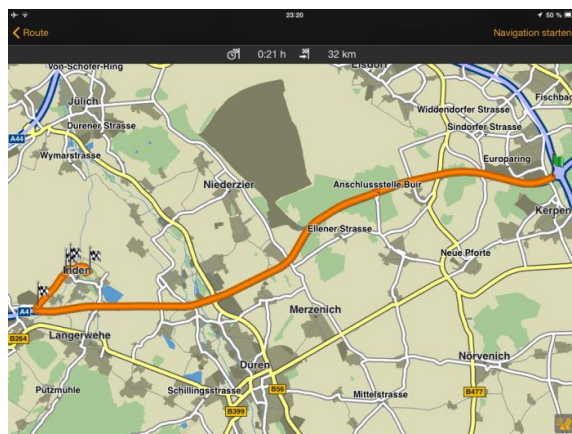 23:20
50 %
Route
Navigation starten
0:21 h
32 km
Von-Schöfer-Ring
Elsdorf
Jülich
Fischbac
Widdendorfer Strasse
Dürener Strasse
Sindorfer Strasse
A44
Wymarstrasse
Europaring
Niederzier
Anschlussstelle Buir
Kerpen
Ellener Strasse
Inden
Neue Pforte
A4
Merzenich
B264
Langerwehe
Nörvenich
Düren
Pützmühle
Schillingsstrasse
B56
Mittelstrasse
B477
B399